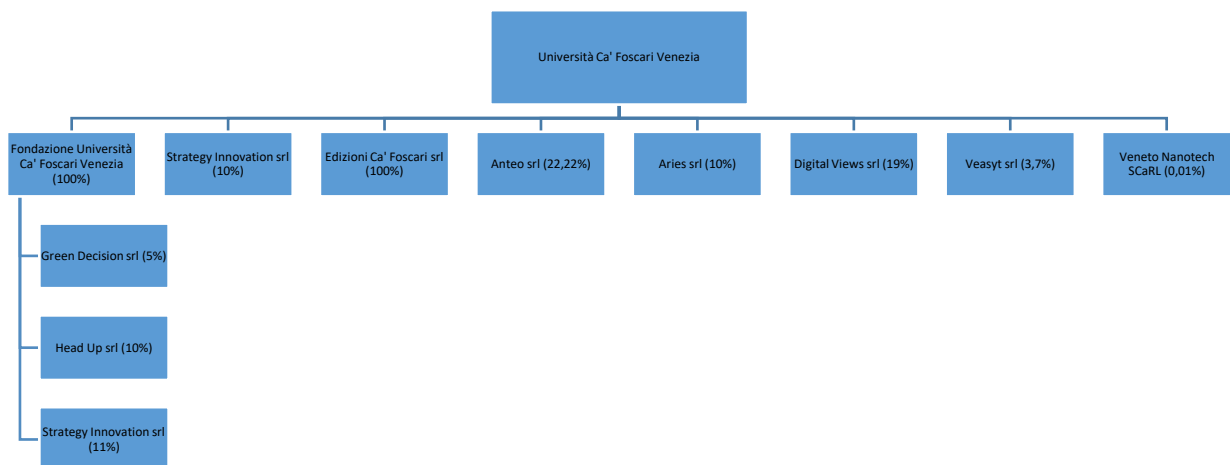 Università Ca' Foscari Venezia
Fondazione Università
Ca' Foscari Venezia
(100%)
Strategy Innovation srl
(10%)
Edizioni Ca' Foscari srl
(100%)
Anteo srl (22,22%)
Aries srl (10%)
Digital Views srl (19%)
Veasyt srl (3,7%)
Veneto Nanotech
SCaRL (0,01%)
Green Decision srl (5%)
Head Up srl (10%)
Strategy Innovation srl
(11%)